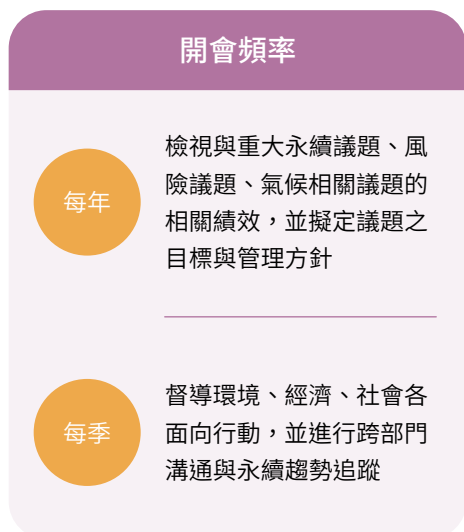 開會頻率
每年
檢視與重大永續議題、風
險議題、氣候相關議題的
相關績效，並擬定議題之
目標與管理方針
每季
督導環境、經濟、社會各
面向行動，並進行跨部門
溝通與永續趨勢追蹤